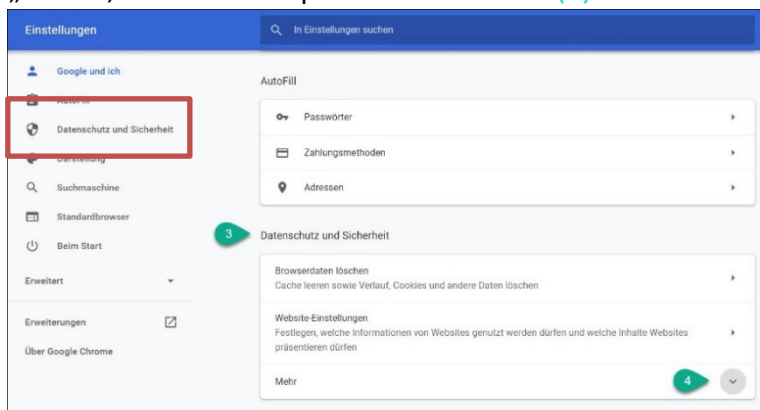 Einstellungen
In Einstellungen suchen
Google und ich
Datenschutz und Sicherheit
Darstellung
Suchmaschine
Standardbrowser
Beim Start
Erweitert
Erweiterungen
Über Google Chrome
AutoFill
Passwörter
Zahlungsmethoden
Adressen
3
Datenschutz und Sicherheit
Browserdaten löschen
Cache leeren sowie Verlauf, Cookies und andere Daten löschen
Website-Einstellungen
Festlegen, welche Informationen von Websites genutzt werden dürfen und welche Inhalte Websites
präsentieren dürfen
Mehr
4